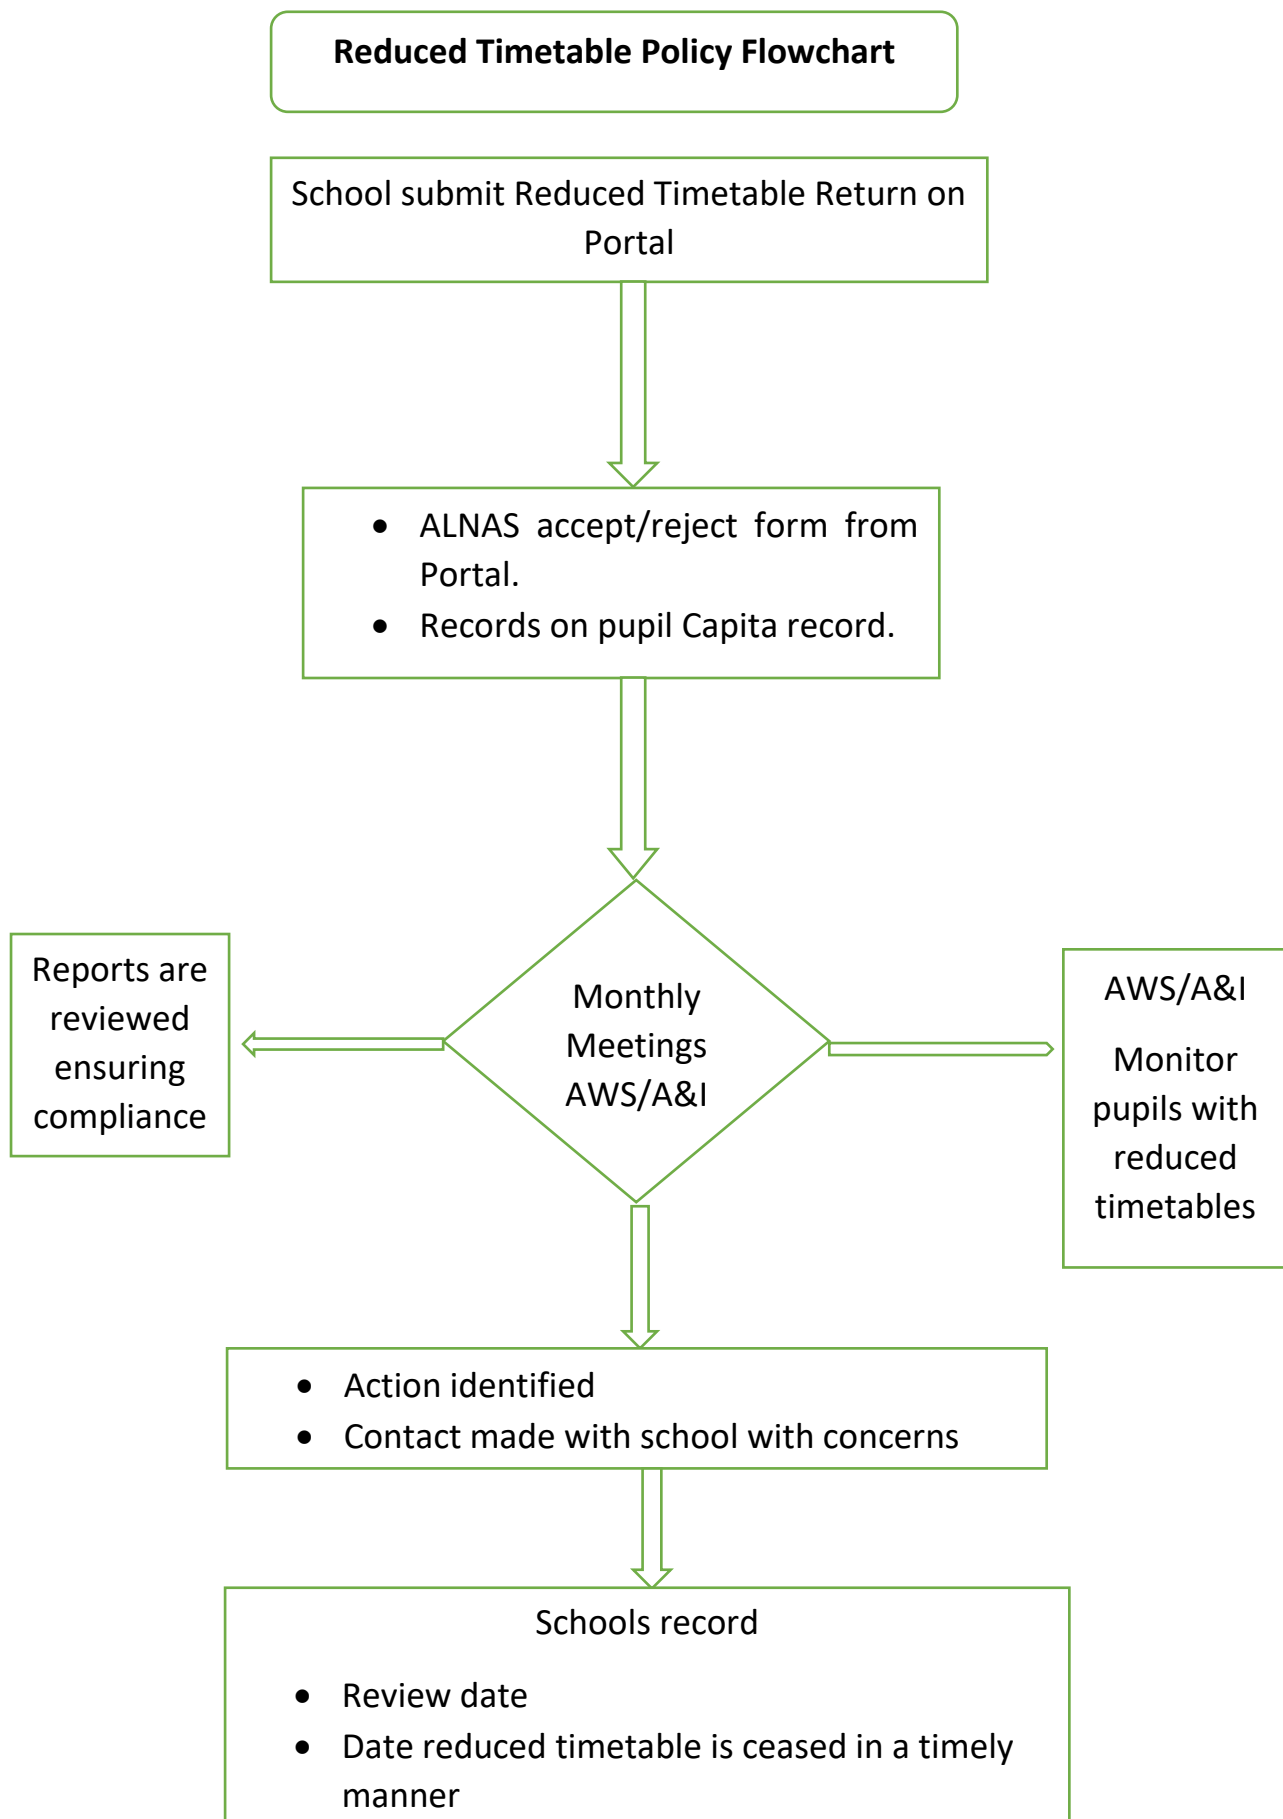 Reduced Timetable Policy Flowchart
School submit Reduced Timetable Return on
Portal
• ALNAS accept/reject form from
Portal.
• Records on pupil Capita record.
Reports are
reviewed
ensuring
compliance
Monthly
Meetings
AWS/A&I
AWS/A&I
Monitor
pupils with
reduced
timetables
• Action identified
• Contact made with school with concerns
Schools record
• Review date
• Date reduced timetable is ceased in a timely
manner